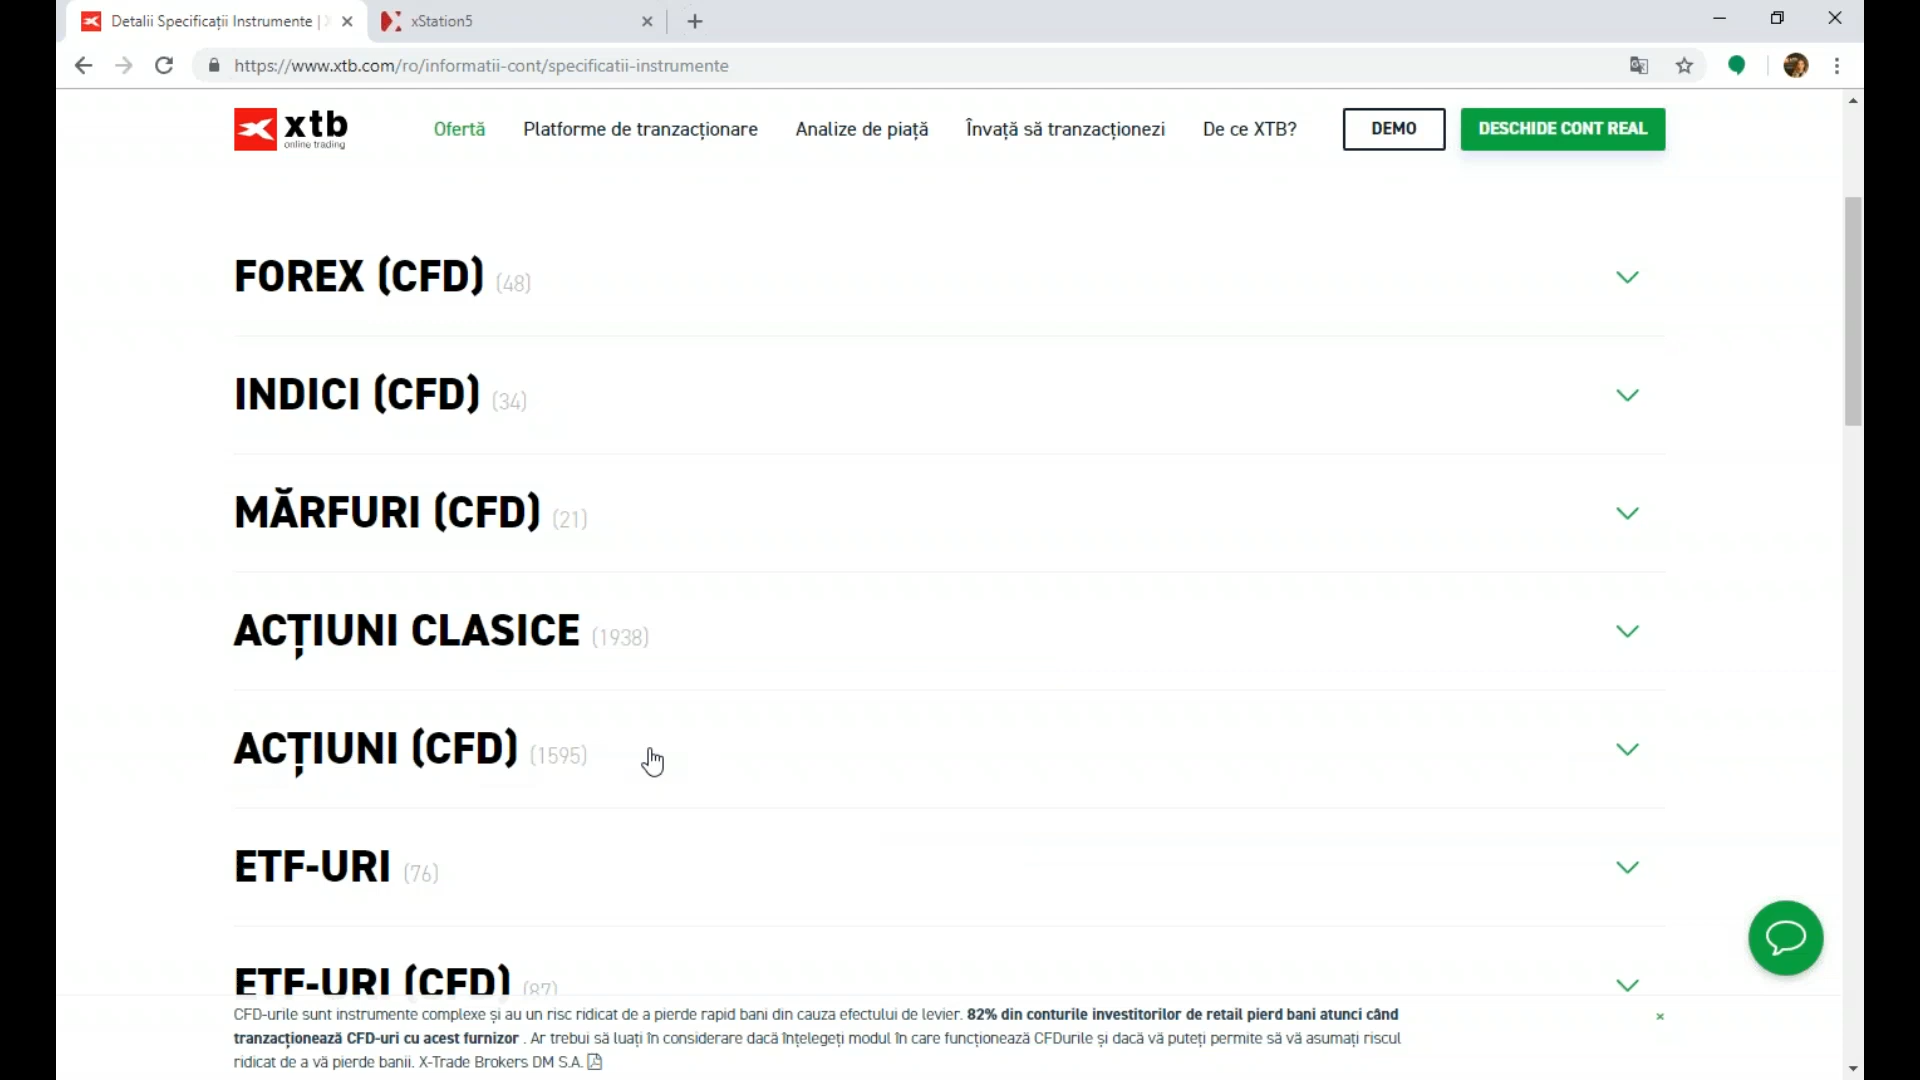 Detalii Specificații Instrumente |
xStation5
https://www.xtb.com/ro/informatii-cont/specificatii-instrumente
xtb
online trading
Ofertă
Platforme de tranzacționare
Analize de piață
Învață să tranzacționezi
De ce XTB?
DEMO
DESCHIDE CONT REAL
FOREX (CFD) (48)
INDICI (CFD) (34)
MĂRFURI (CFD) (21)
ACȚIUNI CLASICE (1938)
ACȚIUNI (CFD) (1595)
ETF-URI (76)
ETF-URI (CFD) (87)
CFD-urile sunt instrumente complexe și au un risc ridicat de a pierde rapid bani din cauza efectului de levier. 82% din conturile investitorilor de retail pierd bani atunci când
tranzacționează CFD-uri cu acest furnizor . Ar trebui să luați în considerare dacă înțelegeți modul în care funcționează CFDurile și dacă vă puteți permite să vă asumați riscul
ridicat de a vă pierde banii. X-Trade Brokers DM S.A.